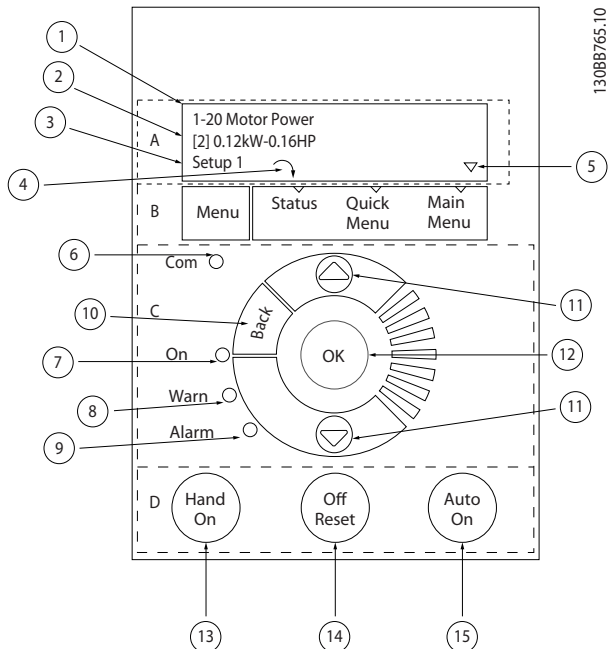 130BB765.10
1
2
3
4
5
A
1-20 Motor Power
[2] 0.12kW-0.16HP
Setup 1
B
Menu
Status
Quick Menu
Main Menu
6
Com
C
10
Back
11
7
On
OK
12
8
Warn
11
9
Alarm
D
Hand On
Off Reset
Auto On
13
14
15